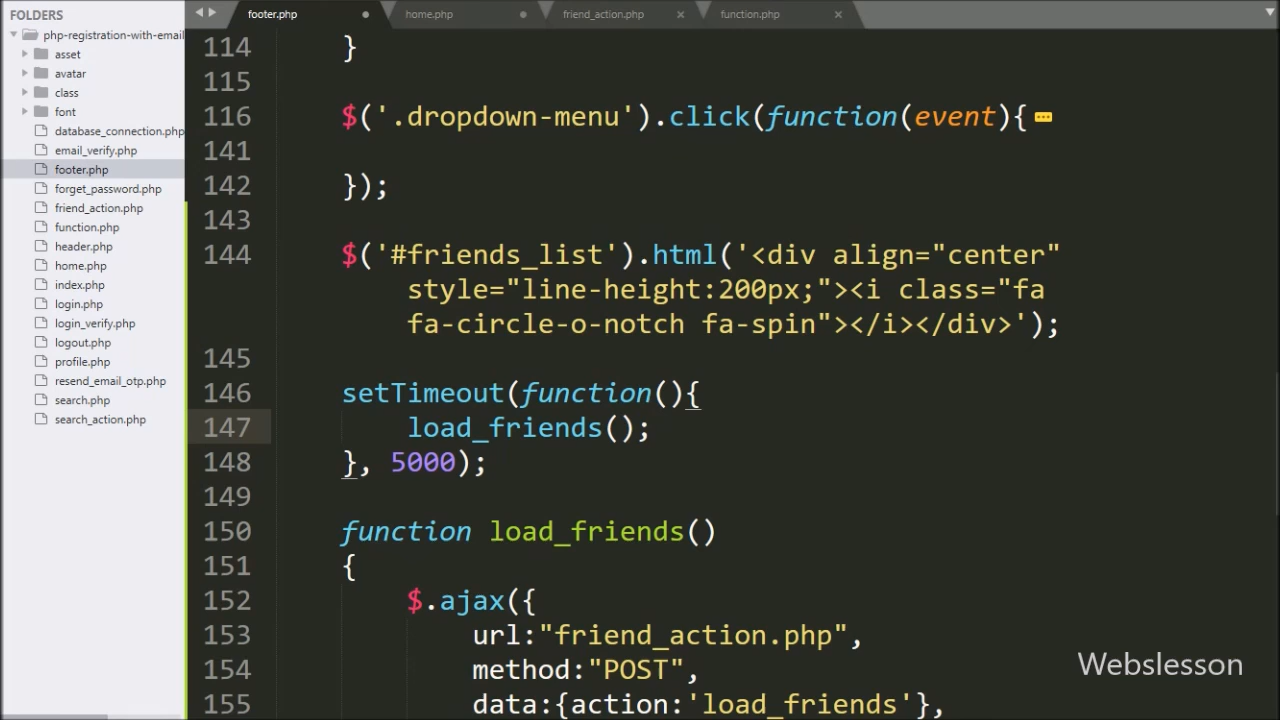 FOLDERS
php-registration-with-email
asset
avatar
class
font
database_connection.php
email_verify.php
footer.php
forget_password.php
friend_action.php
function.php
header.php
home.php
index.php
login.php
login_verify.php
logout.php
profile.php
resend_email_otp.php
search.php
search_action.php
footer.php home.php friend_action.php function.php
114 }
115
116 $('.dropdown-menu').click(function(event){
141
142 });
143
144 $('#friends_list').html('<div align="center"
style="line-height:200px;"><i class="fa
fa-circle-o-notch fa-spin"></i></div>');
145
146 setTimeout(function(){
147 load_friends();
148 }, 5000);
149
150 function load_friends()
151 {
152 $.ajax({
153 url:"friend_action.php",
154 method:"POST",
155 data:{action:'load_friends'},
Webslesson